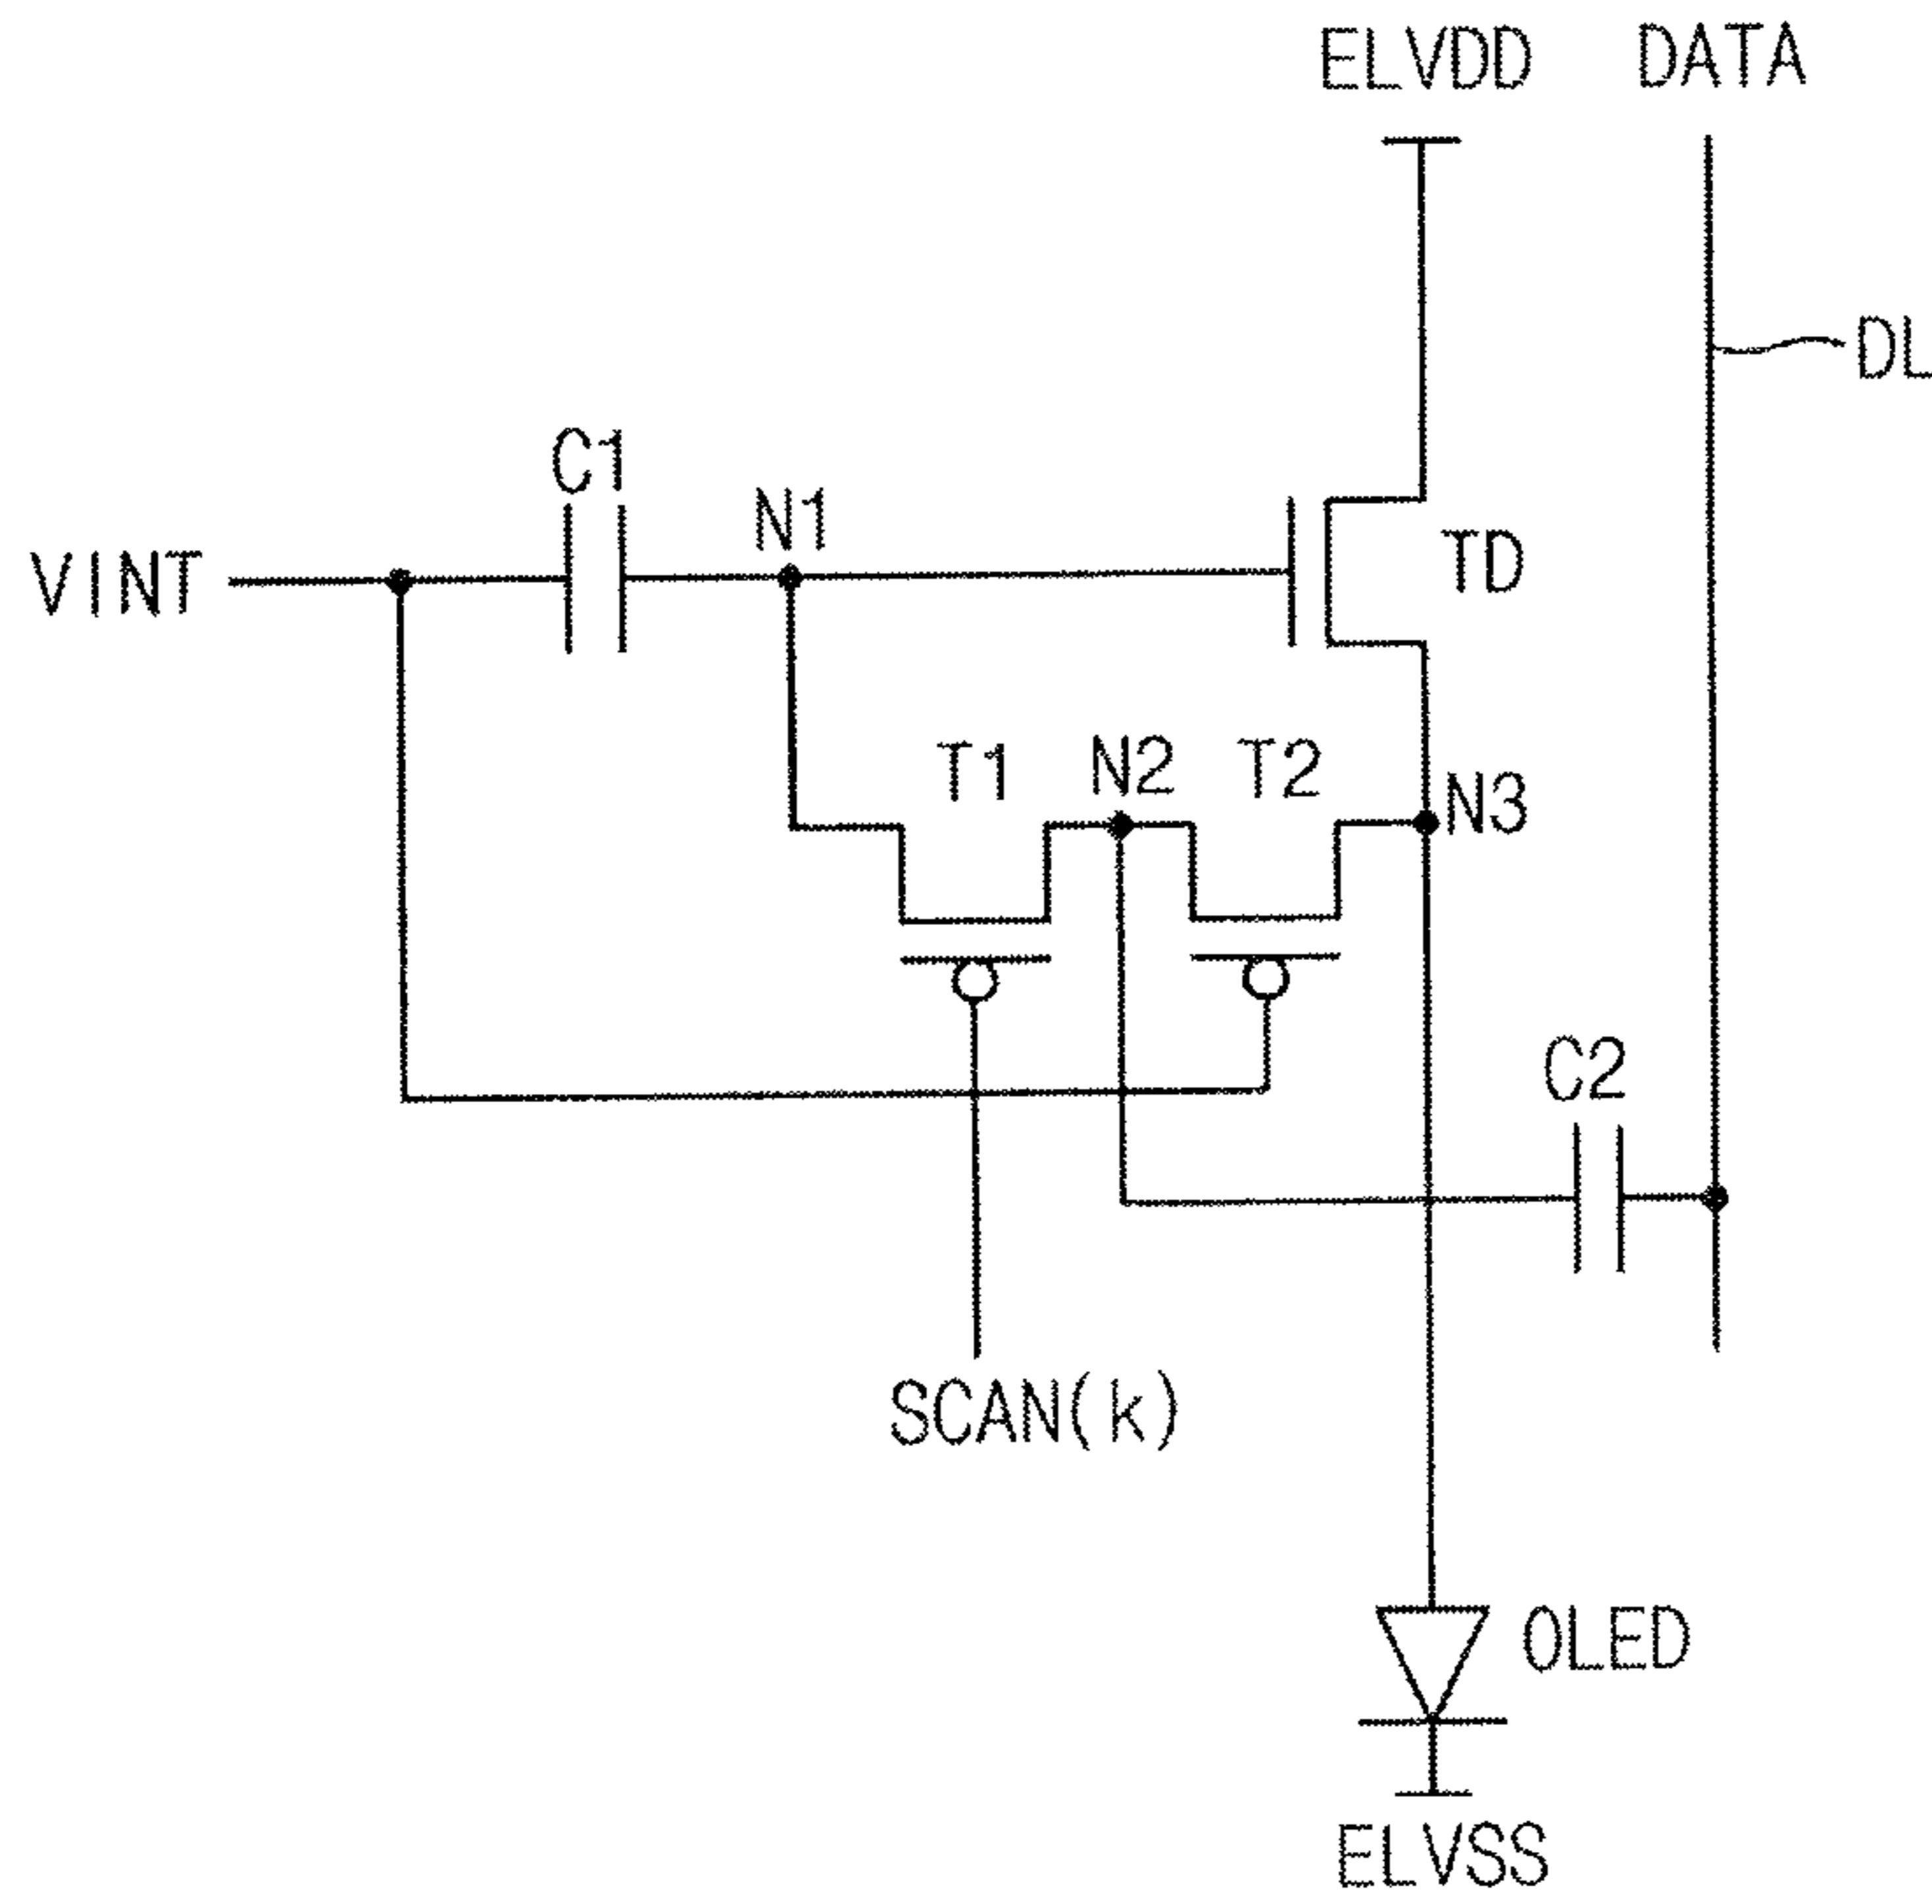 ELVDD
DATA
DL
C1
N1
VINT
TD
T1
N2
T2
N3
C2
SCAN(k)
OLED
ELVSS